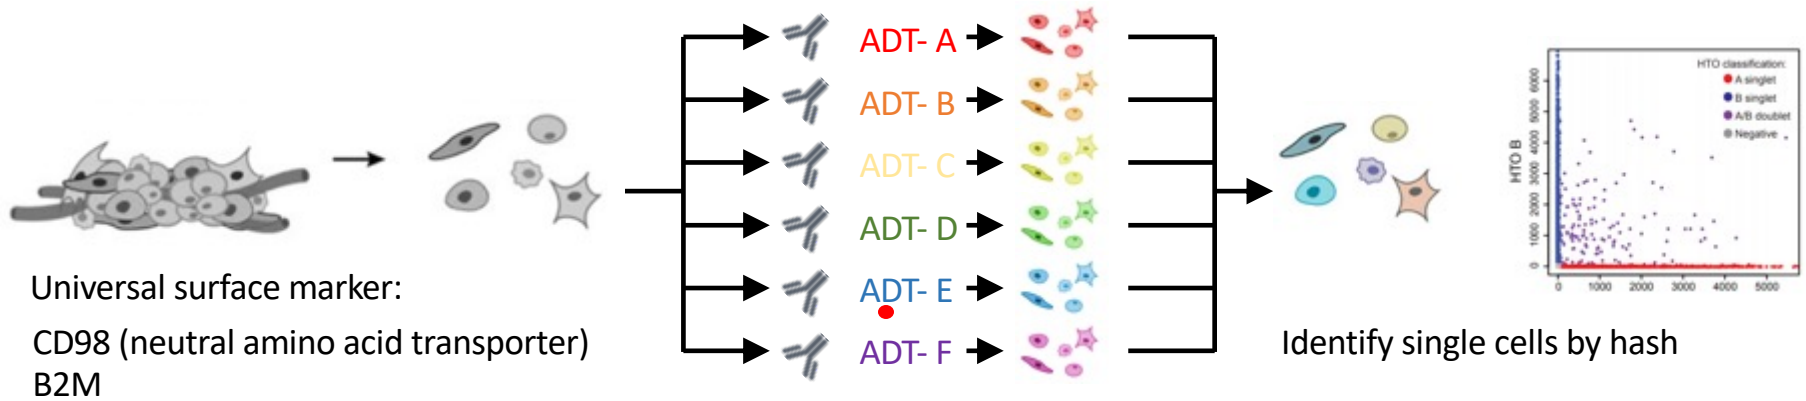 ADT- A
ADT- B
ADT- C
ADT- D
ADT- E
ADT- F
Universal surface marker:
CD98 (neutral amino acid transporter)
B2M
HTO classification:
A singlet
B singlet
A/B doublet
Negative
HTO B
0 1000 2000 3000 4000 5000 6000
0 1000 2000 3000 4000 5000
Identify single cells by hash